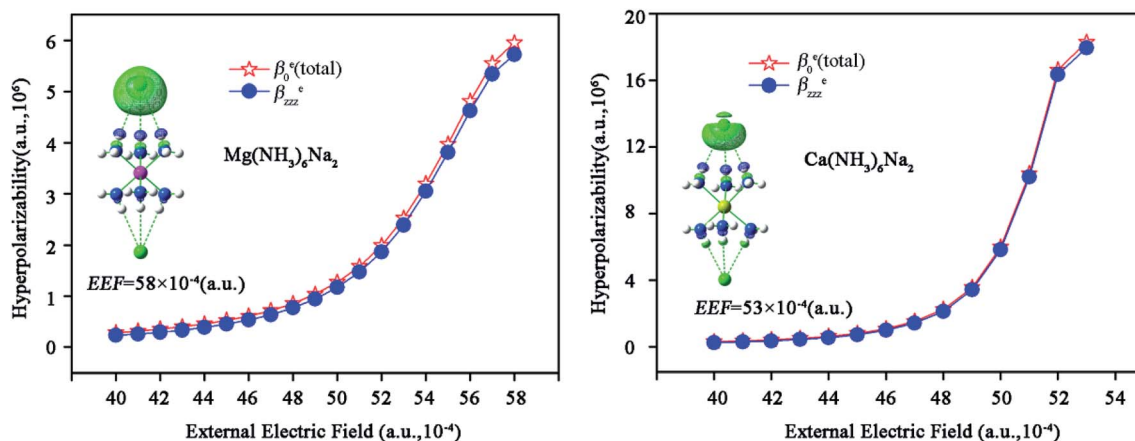 6
5
4
3
2
1
0
Hyperpolarizability(a.u.,10⁶)
β₀ᵉ(total)
β_zzzᵉ
Mg(NH₃)₆Na₂
EEF=58×10⁻⁴(a.u.)
40 42 44 46 48 50 52 54 56 58
External Electric Field (a.u.,10⁻⁴)
20
16
12
8
4
0
Hyperpolarizability(a.u.,10⁶)
β₀ᵉ(total)
β_zzzᵉ
Ca(NH₃)₆Na₂
EEF=53×10⁻⁴(a.u.)
40 42 44 46 48 50 52 54
External Electric Field (a.u.,10⁻⁴)